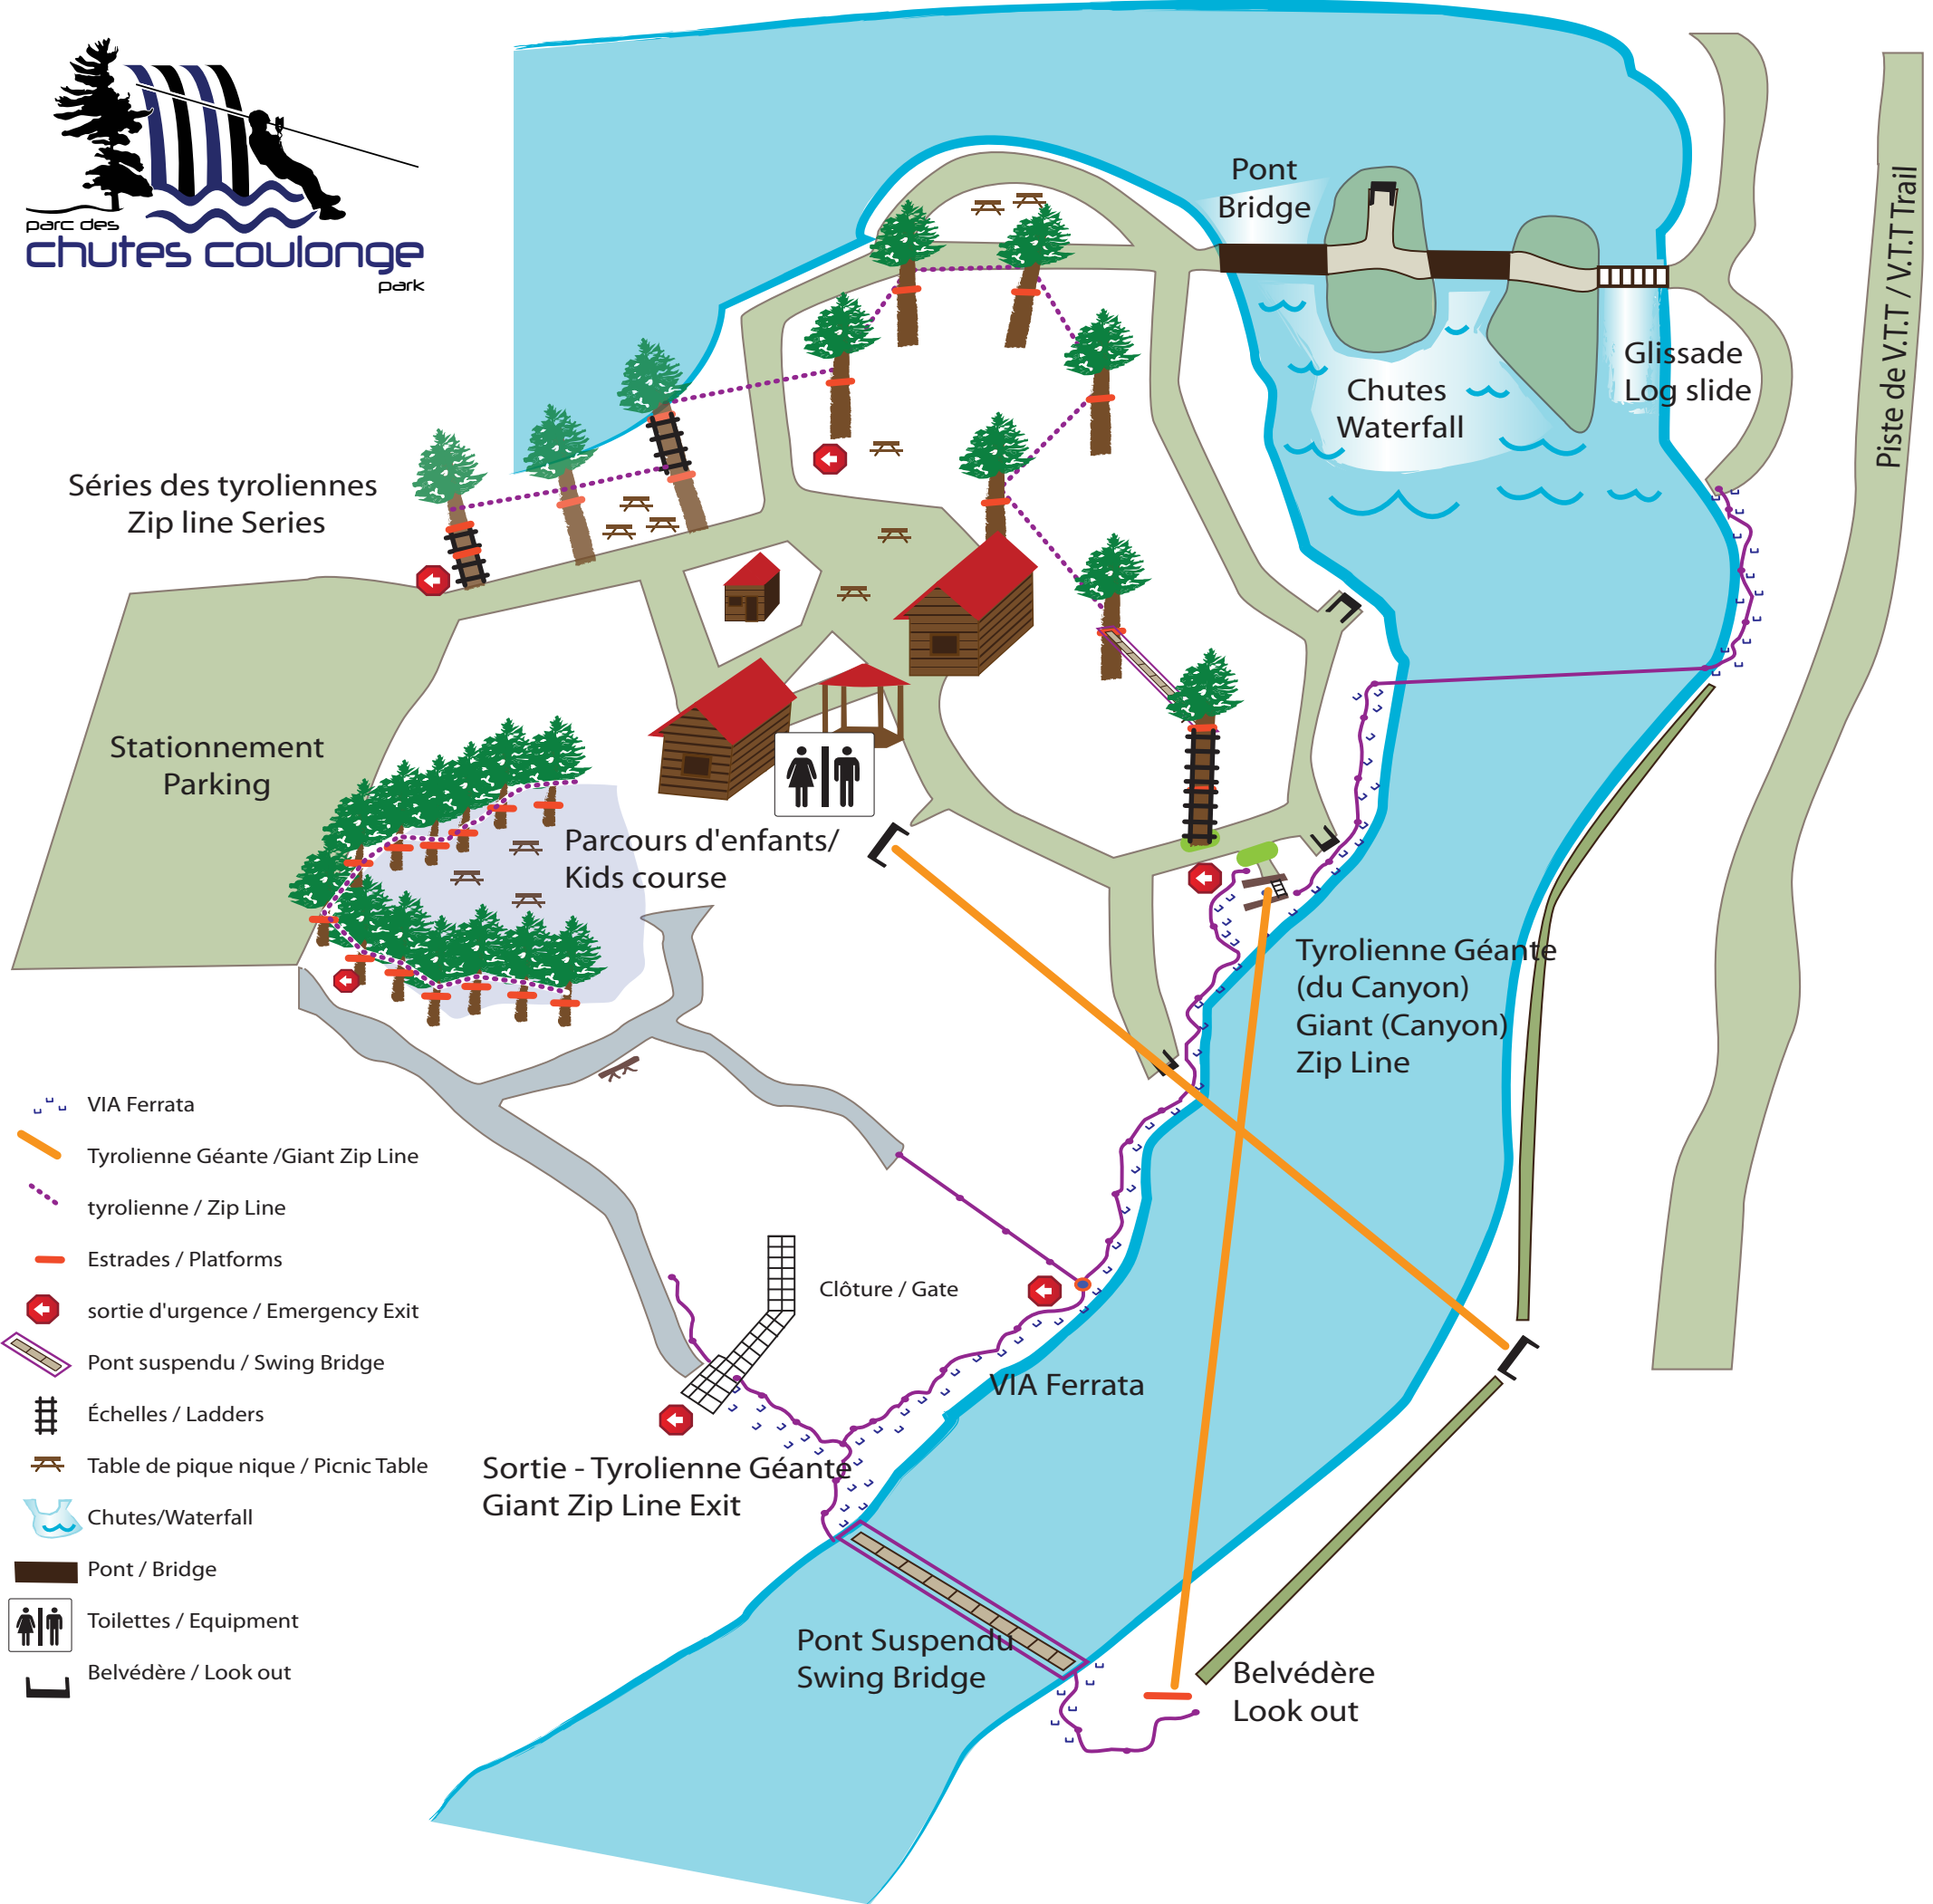 parc des
chutes coulonge
park
Pont
Bridge
Piste de V.T.T / V.T.T Trail
Glissade
Log slide
Chutes
Waterfall
Séries des tyroliennes
Zip line Series
Stationnement
Parking
Parcours d'enfants/
Kids course
Tyrolienne Géante
(du Canyon)
Giant (Canyon)
Zip Line
VIA Ferrata
Tyrolienne Géante /Giant Zip Line
tyrolienne / Zip Line
Estrades / Platforms
sortie d'urgence / Emergency Exit
Pont suspendu / Swing Bridge
Échelles / Ladders
Table de pique nique / Picnic Table
Chutes/Waterfall
Pont / Bridge
Toilettes / Equipment
Belvédère / Look out
Clôture / Gate
VIA Ferrata
Sortie - Tyrolienne Géante
Giant Zip Line Exit
Pont Suspendu
Swing Bridge
Belvédère
Look out